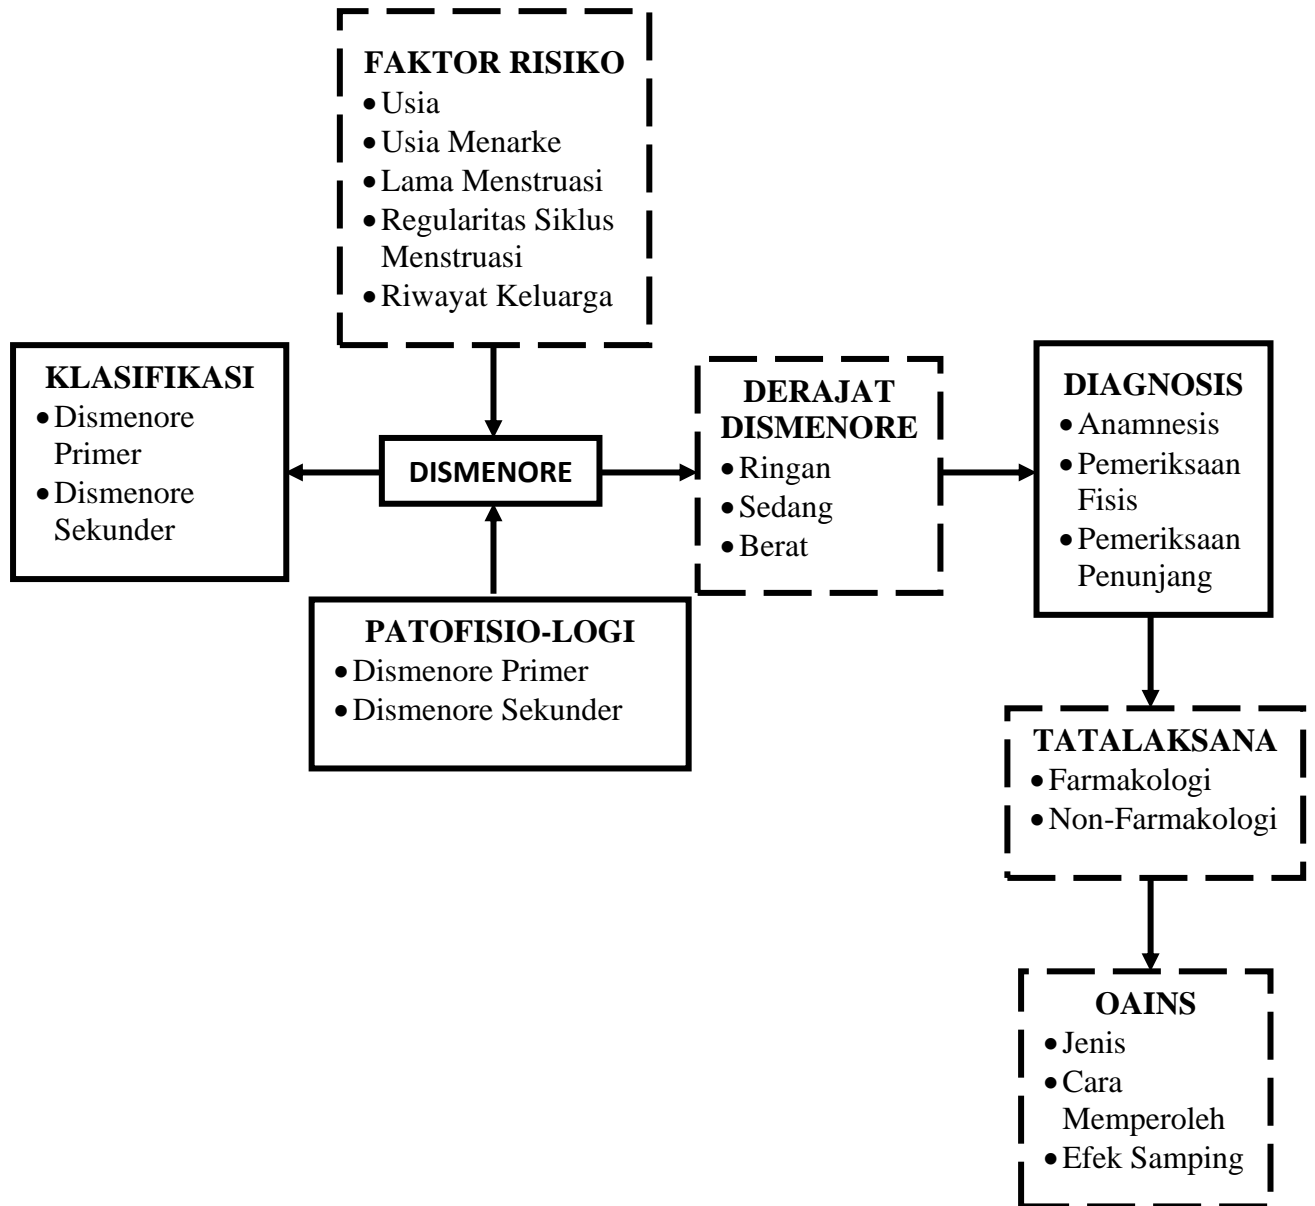 FAKTOR RISIKO
•Usia
•Usia Menarke
•Lama Menstruasi
•Regularitas Siklus
Menstruasi
•Riwayat Keluarga
KLASIFIKASI
•Dismenore
Primer
•Dismenore
Sekunder
DISMENORE
DERAJAT
DISMENORE
•Ringan
•Sedang
•Berat
DIAGNOSIS
•Anamnesis
•Pemeriksaan
Fisis
•Pemeriksaan
Penunjang
PATOFISIO-LOGI
•Dismenore Primer
•Dismenore Sekunder
TATALAKSANA
•Farmakologi
•Non-Farmakologi
OAINS
•Jenis
•Cara
Memperoleh
•Efek Samping